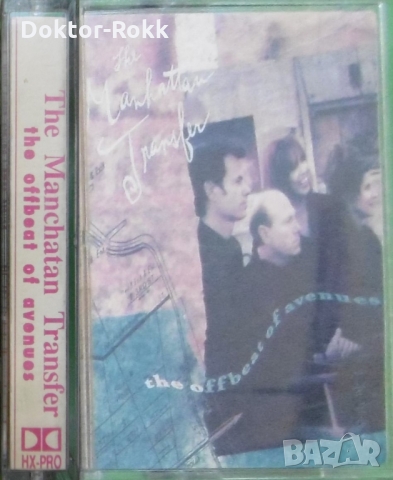 Doktor-Rokk
The Manchatan Transfer
the offbeat of avenues
HX-PRO
The
Manhattan
Transfer
the offbeat of avenues
BAZAR